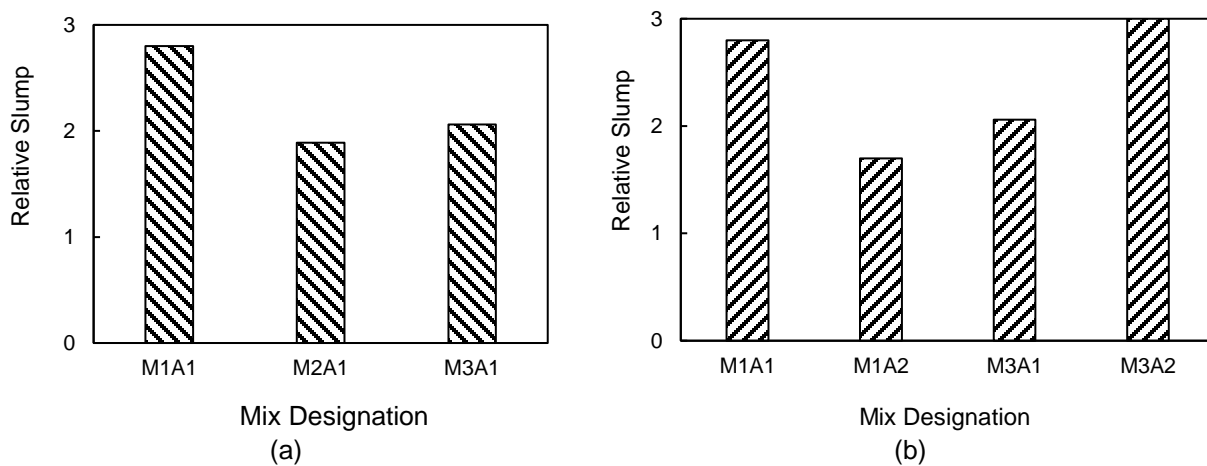 3
2
1
0
Relative Slump
M1A1 M2A1 M3A1
Mix Designation
(a)
3
2
1
0
Relative Slump
M1A1 M1A2 M3A1 M3A2
Mix Designation
(b)